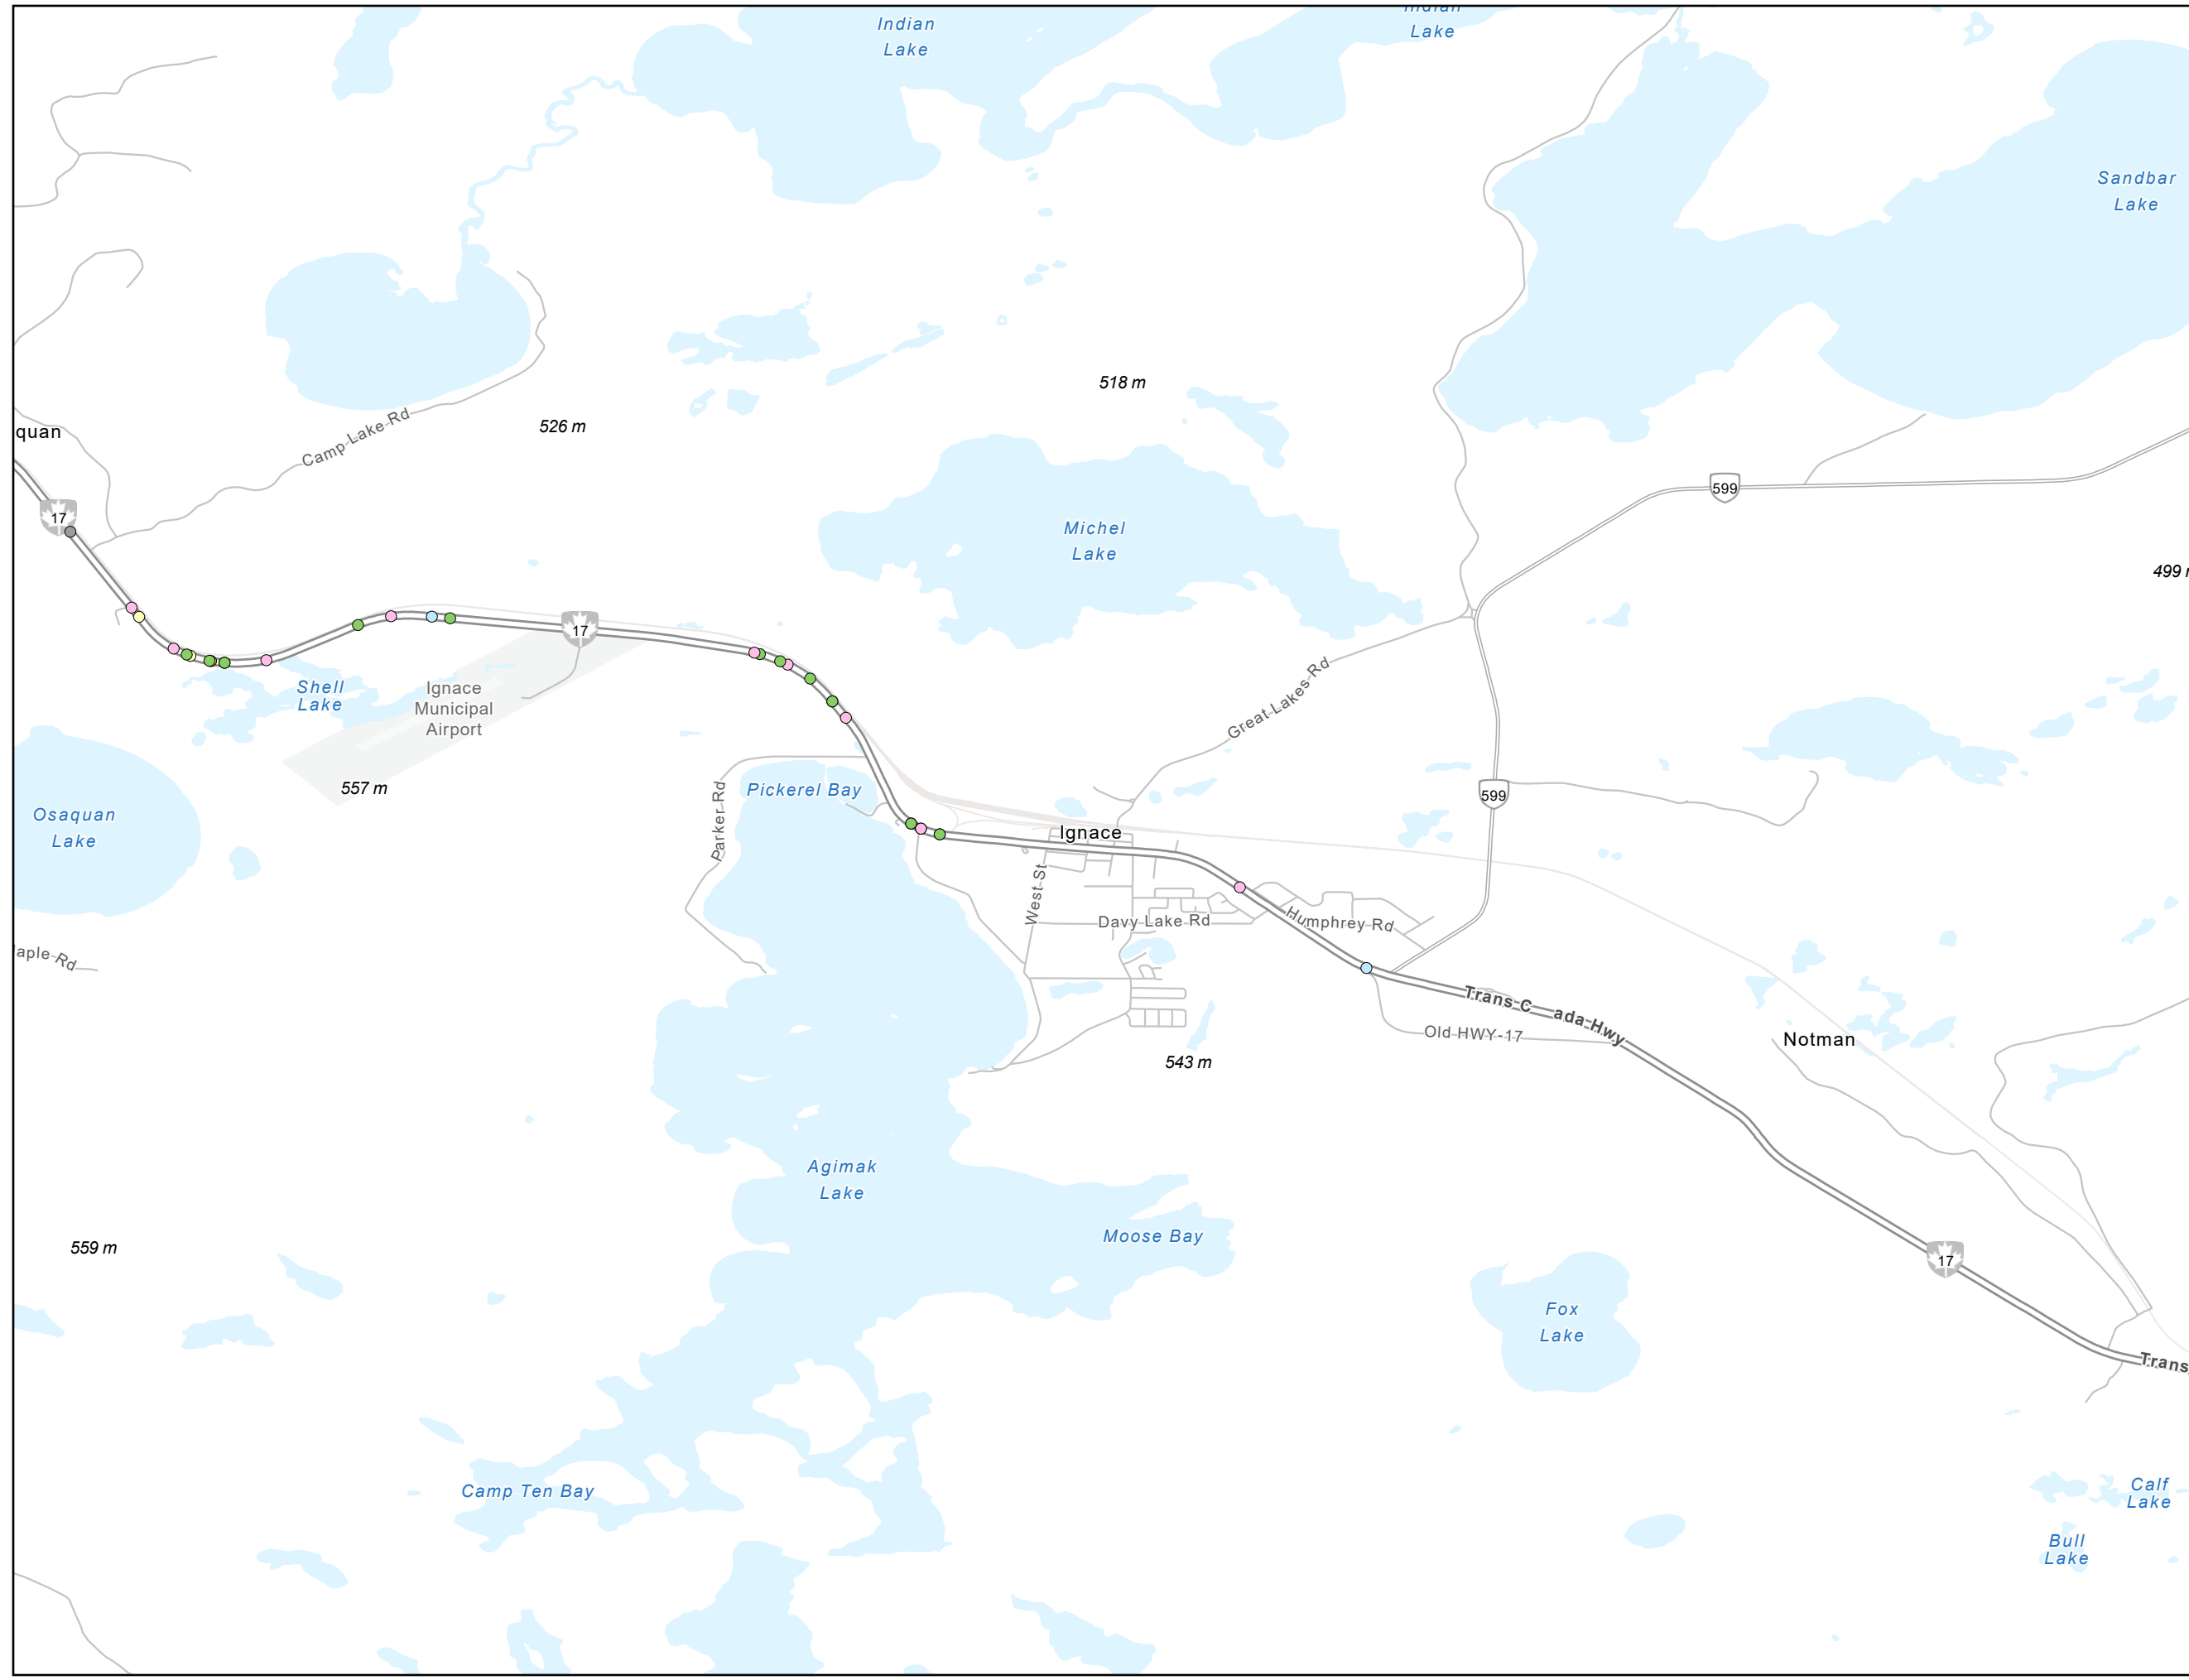 Indian
Lake
Indian
Lake
Sandbar
Lake
518 m
Camp Lake Rd
526 m
quan
599
17
Michel
Lake
499
17
Shell
Lake
Ignace
Municipal
Airport
Great Lakes Rd
557 m
Pickerel Bay
599
Osaquan
Lake
Parker Rd
Ignace
West St
Davy Lake Rd
Humphrey Rd
aple Rd
Trans C ada Hwy
Old HWY-17
Notman
543 m
Agimak
Lake
Moose Bay
559 m
17
Fox
Lake
Trans
Camp Ten Bay
Calf
Lake
Bull
Lake